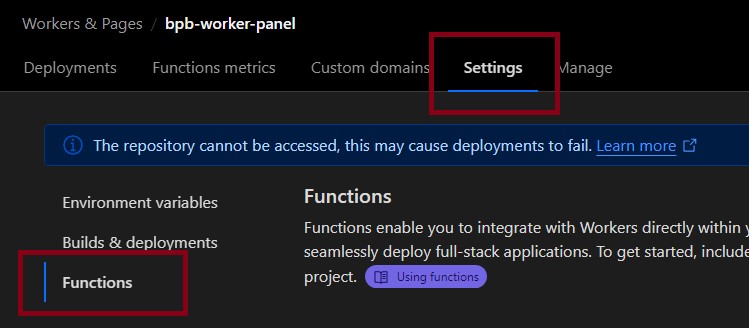 Workers & Pages / bpb-worker-panel
Deployments Functions metrics Custom domains Settings Manage
The repository cannot be accessed, this may cause deployments to fail. Learn more
Environment variables
Builds & deployments
Functions
Functions
Functions enable you to integrate with Workers directly within
seamlessly deploy full-stack applications. To get started, include
project. Using functions